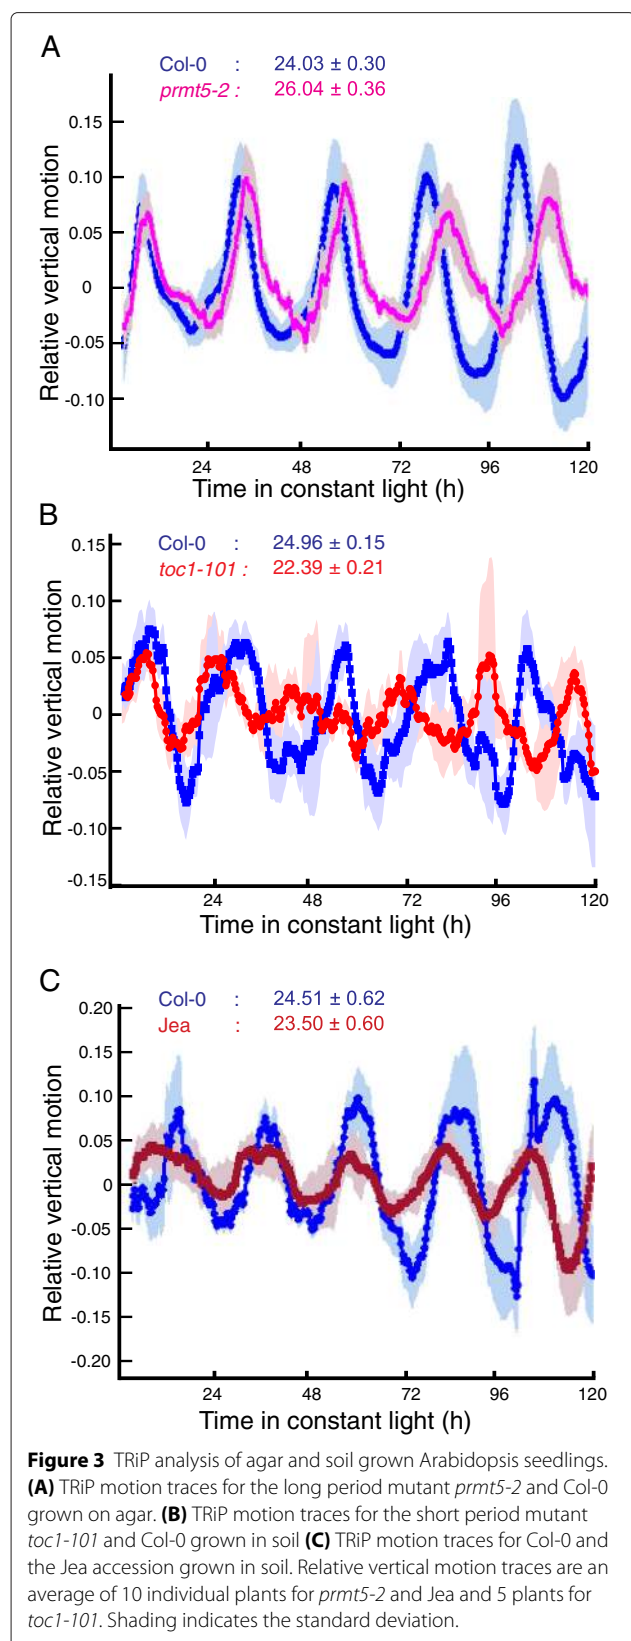 A
Col-0 : 24.03 ± 0.30
prmt5-2 : 26.04 ± 0.36
Relative vertical motion
0.15
0.10
0.05
0
-0.05
-0.10
24 48 72 96 120
Time in constant light (h)
B
Col-0 : 24.96 ± 0.15
toc1-101 : 22.39 ± 0.21
Relative vertical motion
0.15
0.10
0.05
0
-0.05
-0.10
-0.15
24 48 72 96 120
Time in constant light (h)
C
Col-0 : 24.51 ± 0.62
Jea : 23.50 ± 0.60
Relative vertical motion
0.20
0.15
0.10
0.05
0
-0.05
-0.10
-0.15
-0.20
24 48 72 96 120
Time in constant light (h)
Figure 3 TRiP analysis of agar and soil grown Arabidopsis seedlings.
(A) TRiP motion traces for the long period mutant prmt5-2 and Col-0
grown on agar. (B) TRiP motion traces for the short period mutant
toc1-101 and Col-0 grown in soil (C) TRiP motion traces for Col-0 and
the Jea accession grown in soil. Relative vertical motion traces are an
average of 10 individual plants for prmt5-2 and Jea and 5 plants for
toc1-101. Shading indicates the standard deviation.